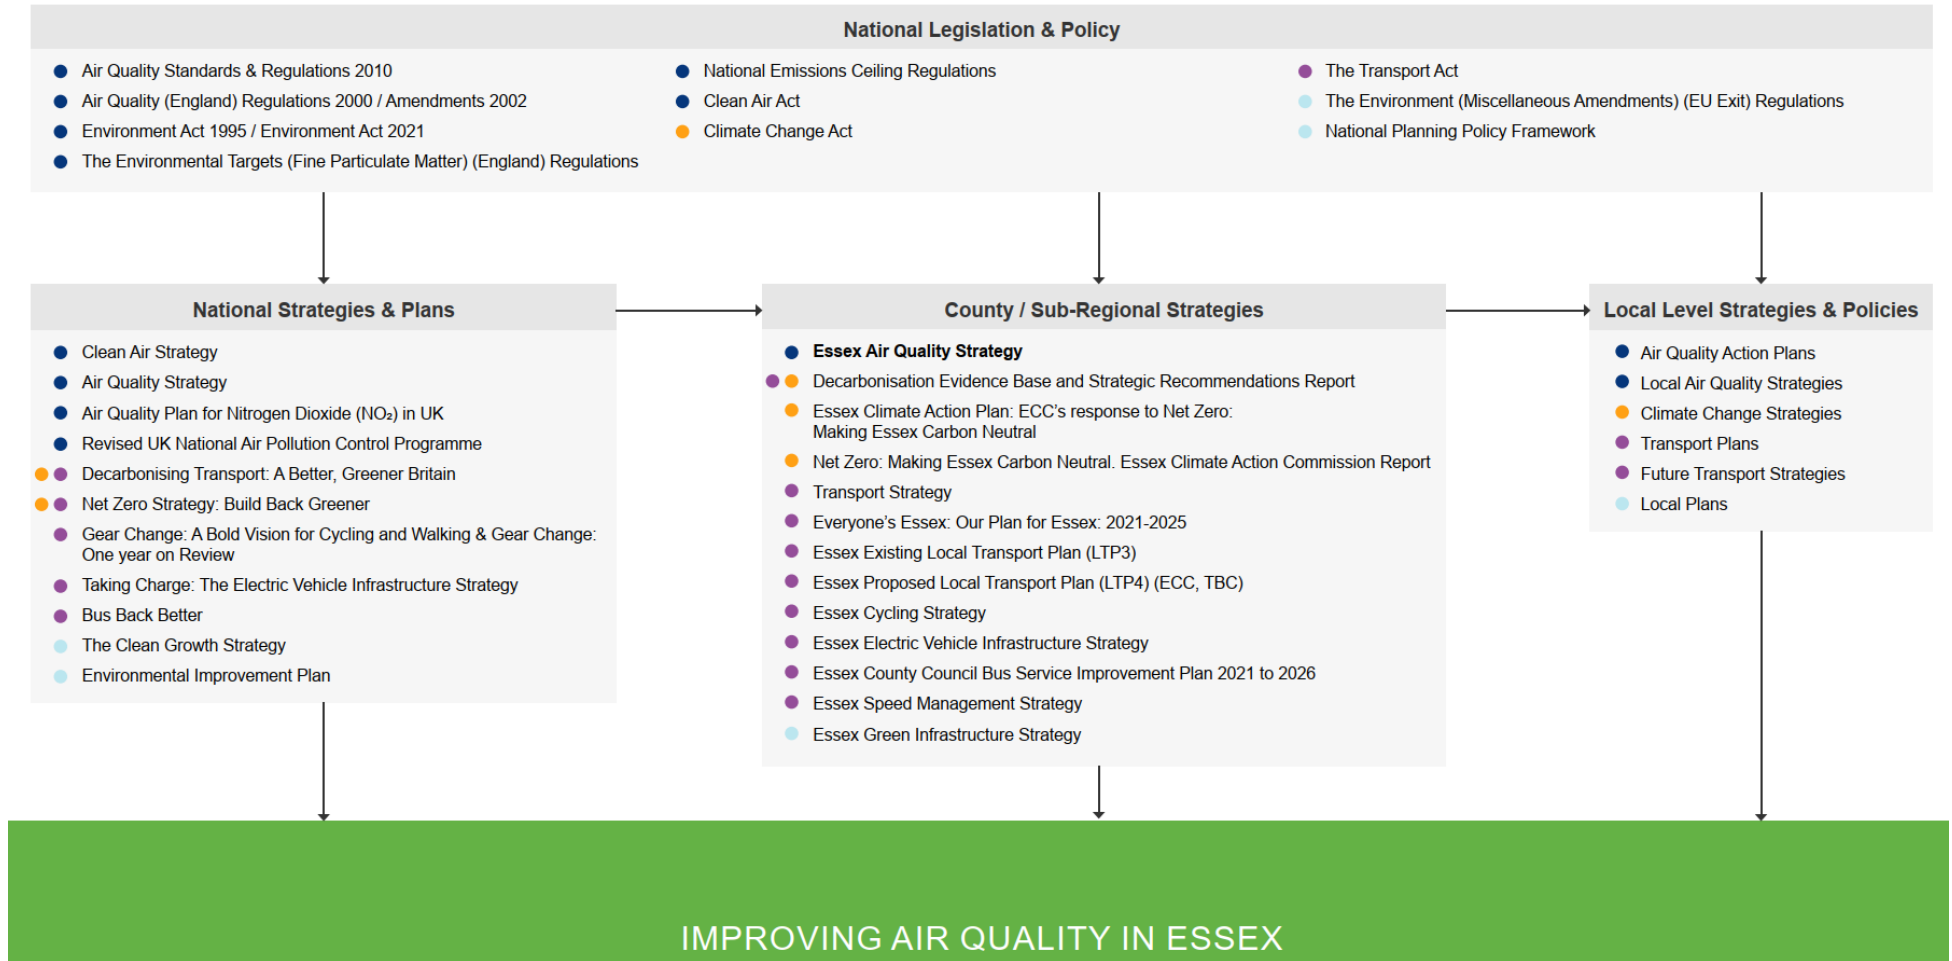 National Legislation & Policy
Air Quality Standards & Regulations 2010
Air Quality (England) Regulations 2000 / Amendments 2002
Environment Act 1995 / Environment Act 2021
The Environmental Targets (Fine Particulate Matter) (England) Regulations
National Emissions Ceiling Regulations
Clean Air Act
Climate Change Act
The Transport Act
The Environment (Miscellaneous Amendments) (EU Exit) Regulations
National Planning Policy Framework
National Strategies & Plans
Clean Air Strategy
Air Quality Strategy
Air Quality Plan for Nitrogen Dioxide (NO₂) in UK
Revised UK National Air Pollution Control Programme
Decarbonising Transport: A Better, Greener Britain
Net Zero Strategy: Build Back Greener
Gear Change: A Bold Vision for Cycling and Walking & Gear Change:
One year on Review
Taking Charge: The Electric Vehicle Infrastructure Strategy
Bus Back Better
The Clean Growth Strategy
Environmental Improvement Plan
County / Sub-Regional Strategies
Essex Air Quality Strategy
Decarbonisation Evidence Base and Strategic Recommendations Report
Essex Climate Action Plan: ECC’s response to Net Zero:
Making Essex Carbon Neutral
Net Zero: Making Essex Carbon Neutral. Essex Climate Action Commission Report
Transport Strategy
Everyone’s Essex: Our Plan for Essex: 2021-2025
Essex Existing Local Transport Plan (LTP3)
Essex Proposed Local Transport Plan (LTP4) (ECC, TBC)
Essex Cycling Strategy
Essex Electric Vehicle Infrastructure Strategy
Essex County Council Bus Service Improvement Plan 2021 to 2026
Essex Speed Management Strategy
Essex Green Infrastructure Strategy
Local Level Strategies & Policies
Air Quality Action Plans
Local Air Quality Strategies
Climate Change Strategies
Transport Plans
Future Transport Strategies
Local Plans
IMPROVING AIR QUALITY IN ESSEX